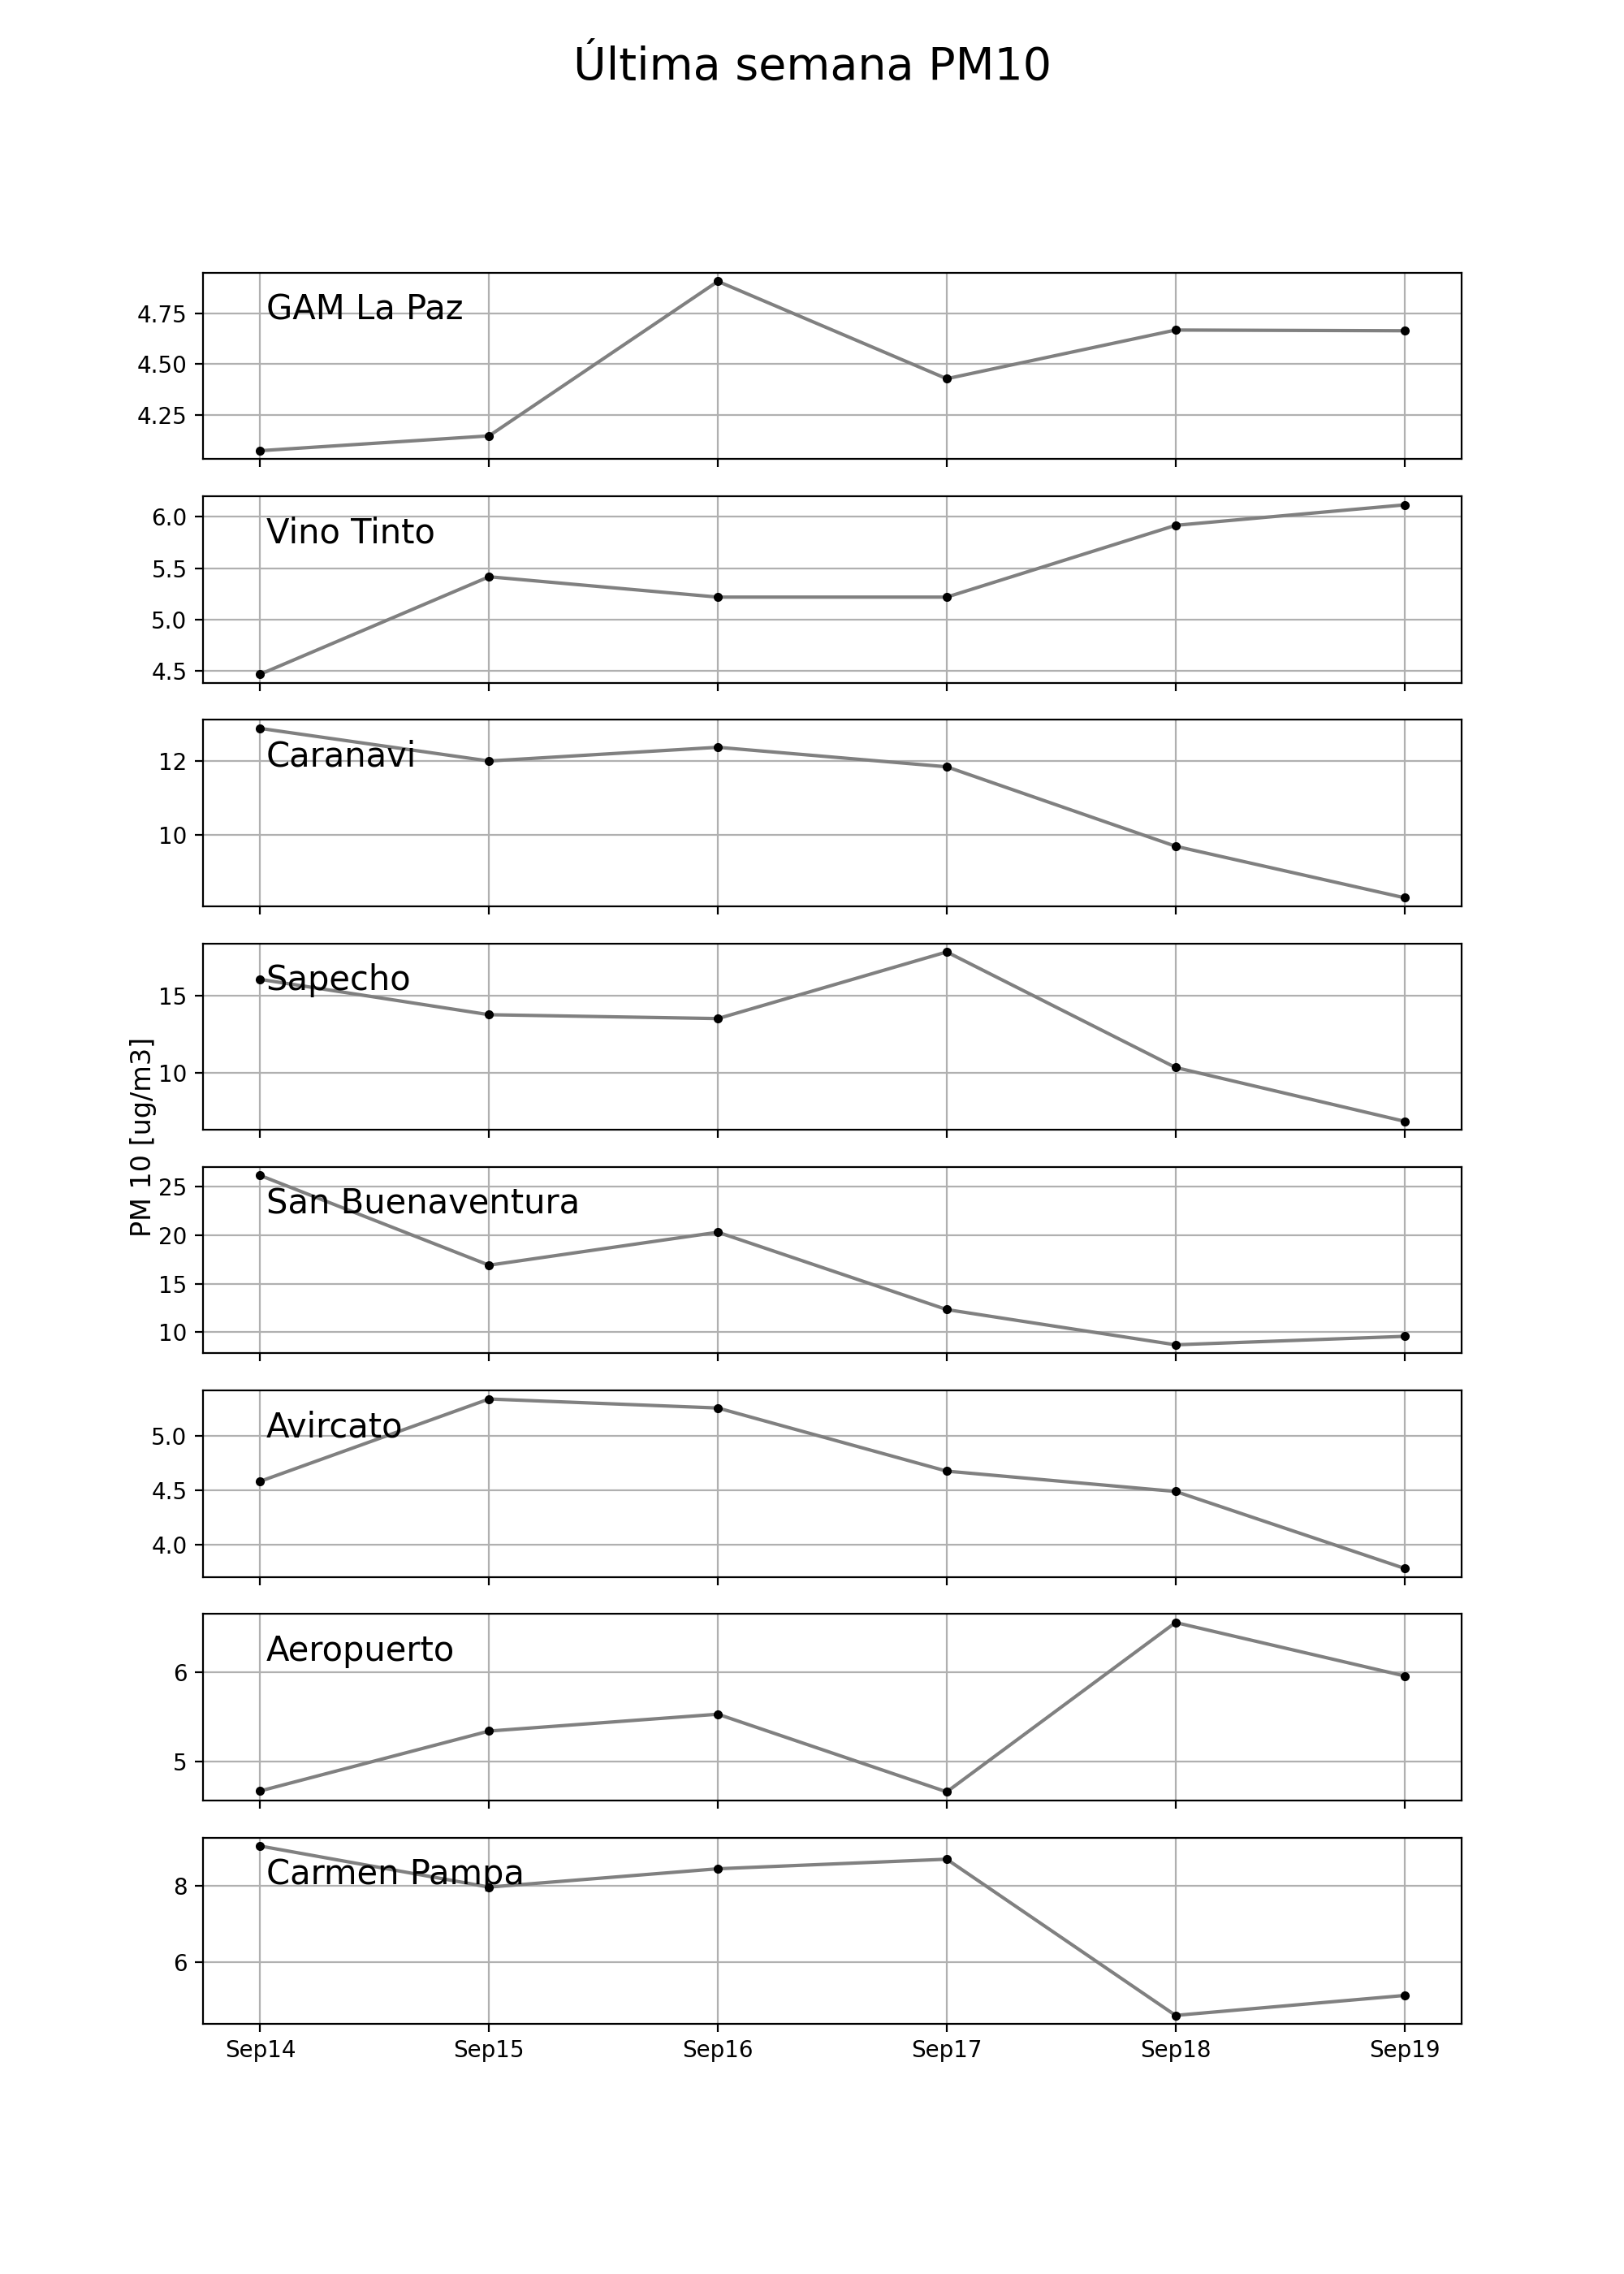 Última semana PM10
GAM La Paz
4.75
4.50
4.25
Vino Tinto
6.0
5.5
5.0
4.5
Caranavi
12
10
Sapecho
15
10
PM 10 [ug/m3]
San Buenaventura
25
20
15
10
Avircato
5.0
4.5
4.0
Aeropuerto
6
5
Carmen Pampa
8
6
Sep14 Sep15 Sep16 Sep17 Sep18 Sep19